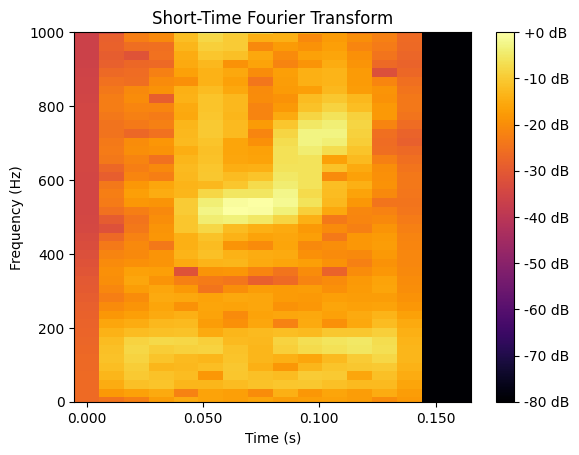 Short-Time Fourier Transform
1000
800
600
400
200
0
Frequency (Hz)
0.000
0.050
0.100
0.150
Time (s)
+0 dB
-10 dB
-20 dB
-30 dB
-40 dB
-50 dB
-60 dB
-70 dB
-80 dB